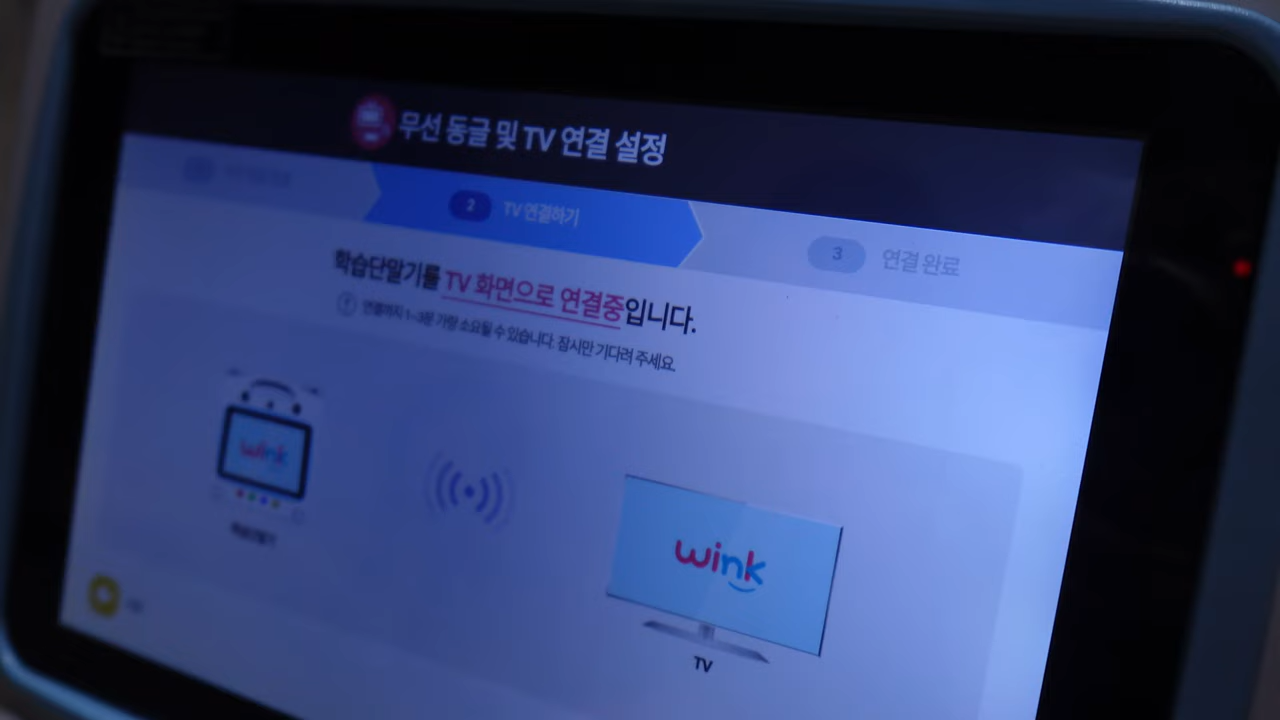 무선 동글 및 TV 연결 설정
2 TV 연결하기
3 연결 완료
학습단말기를 TV 화면으로 연결중입니다.
연결까지 1~3분 가량 소요될 수 있습니다. 잠시만 기다려 주세요.
wink
wink
TV